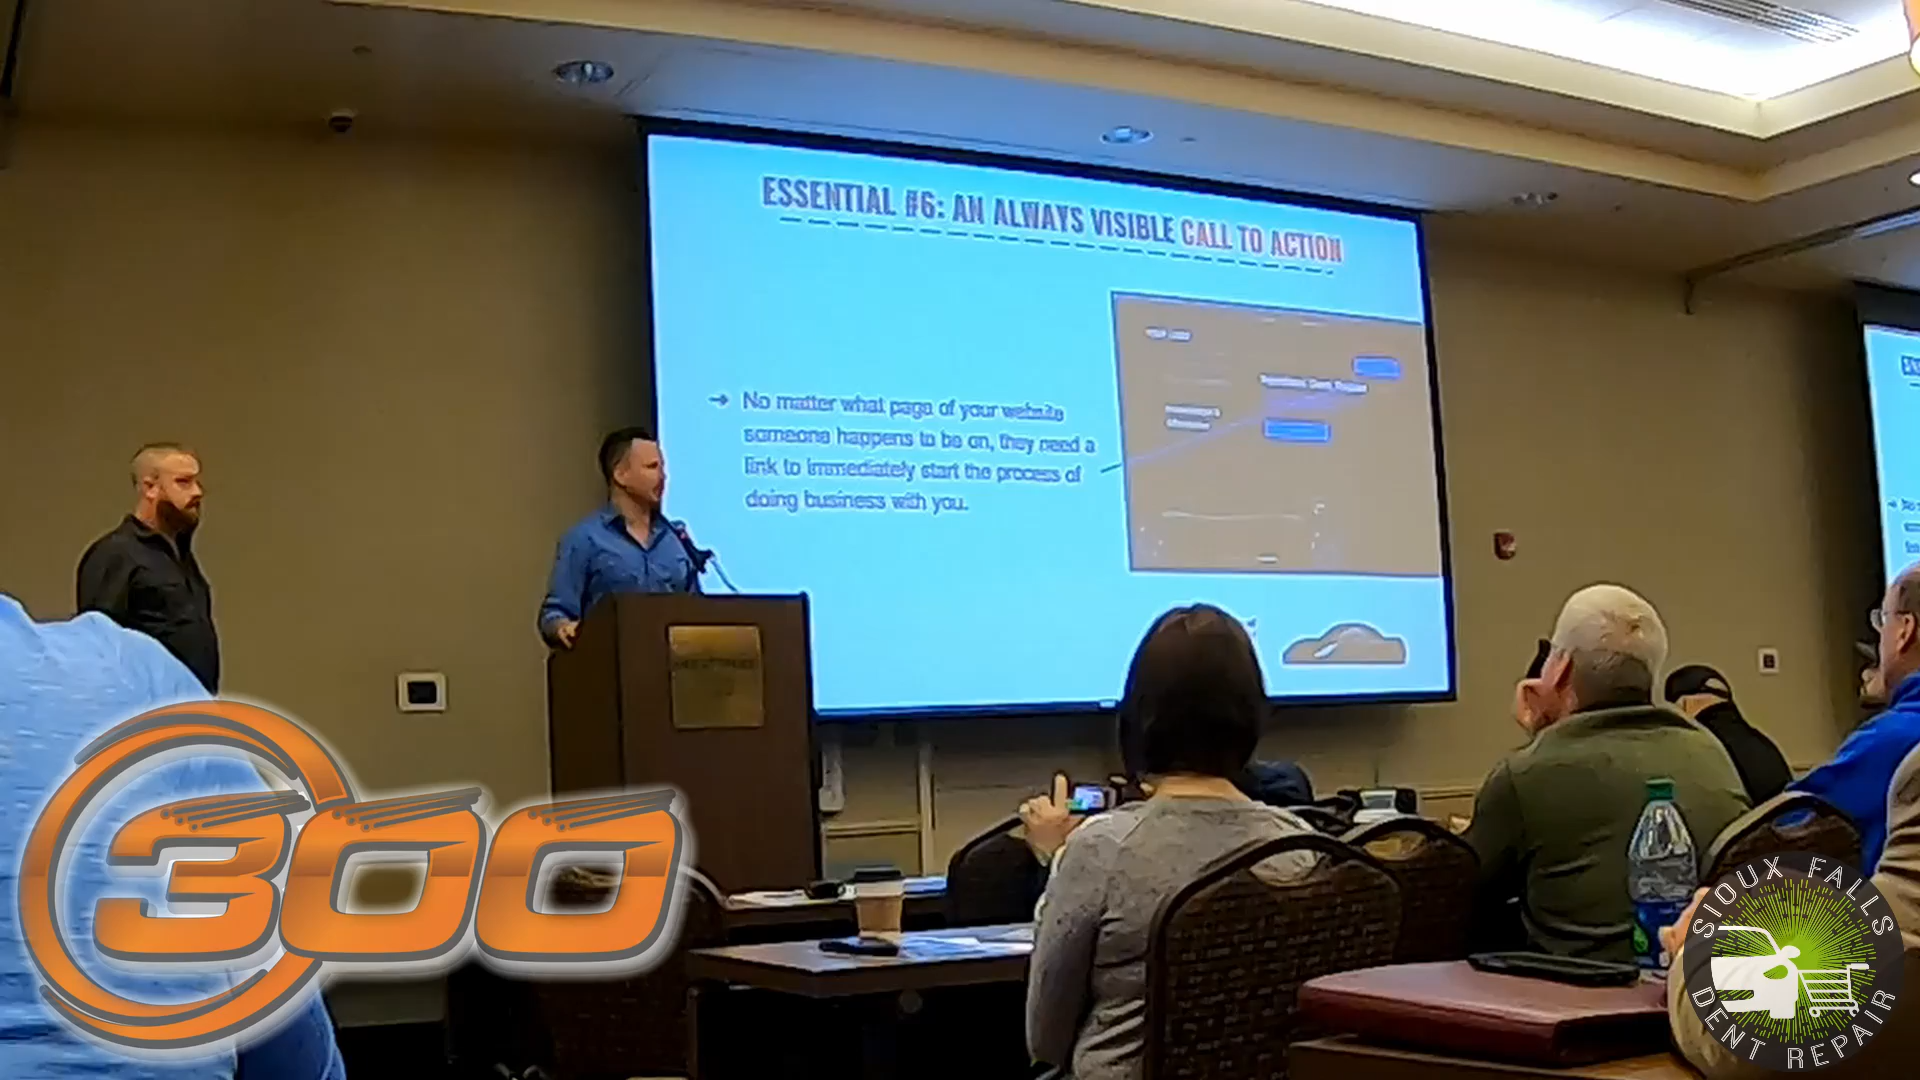 ESSENTIAL #6: AN ALWAYS VISIBLE CALL TO ACTION
→ No matter what page of your website
someone happens to be on, they need a
link to immediately start the process of
doing business with you.
300
SIOUX FALLS
DENT REPAIR